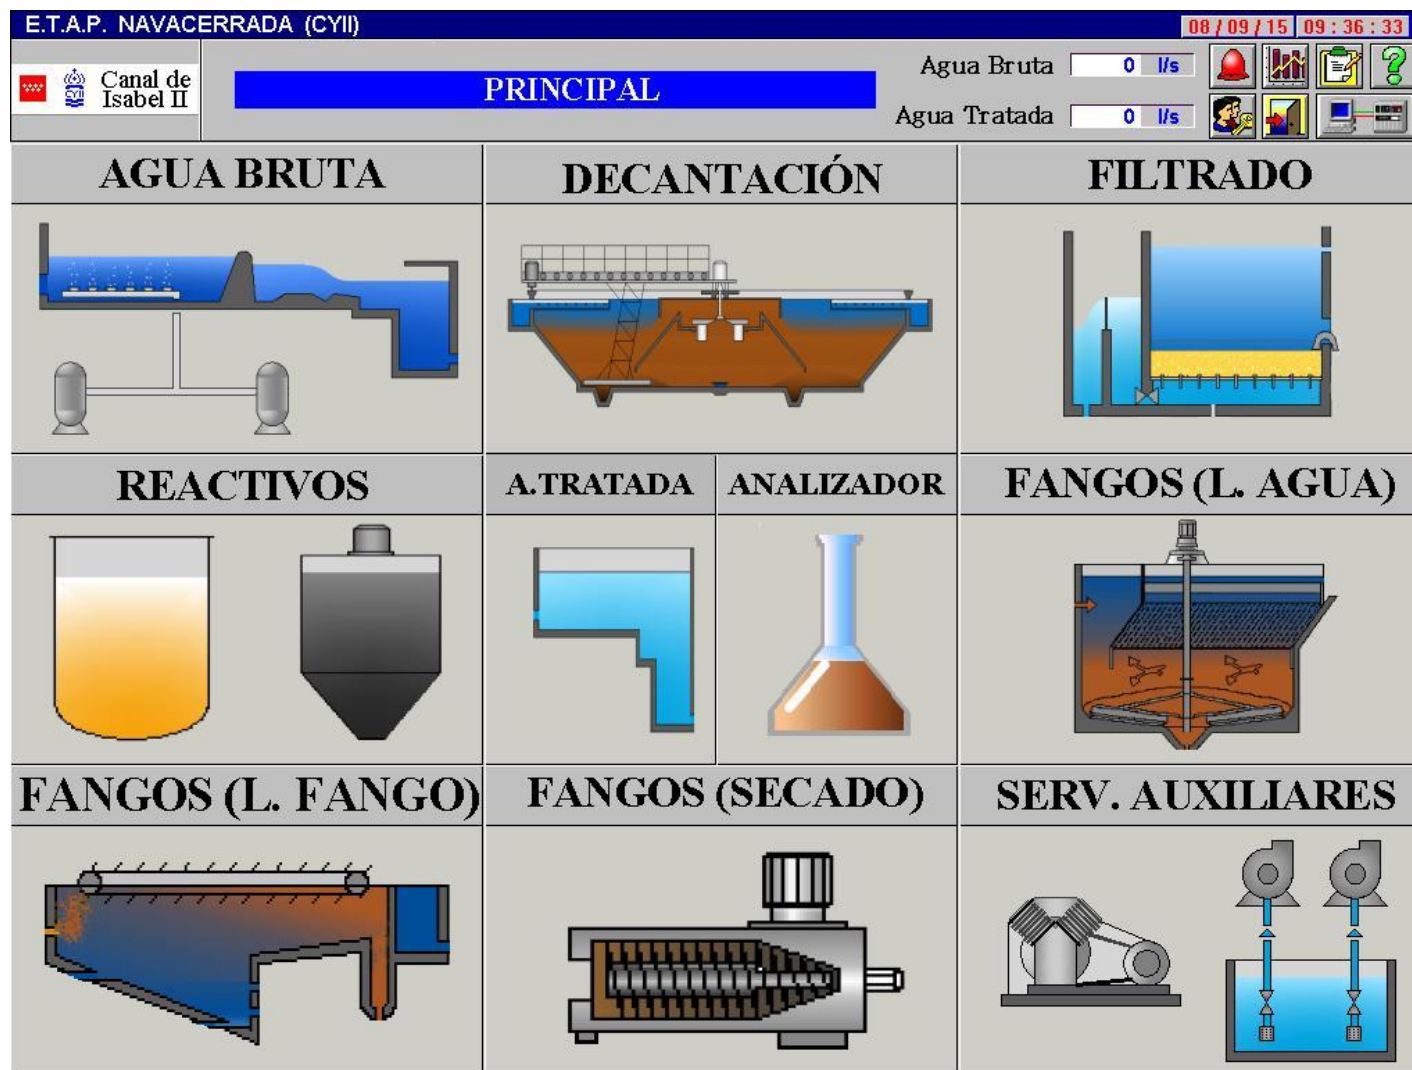 E.T.A.P. NAVACERRADA (CYII)
08/09/15 09:36:33
Canal de
Isabel II
PRINCIPAL
Agua Bruta 0 l/s
Agua Tratada 0 l/s
AGUA BRUTA
DECANTACIÓN
FILTRADO
REACTIVOS
A.TRATADA
ANALIZADOR
FANGOS (L. AGUA)
FANGOS (L. FANGO)
FANGOS (SECADO)
SERV. AUXILIARES